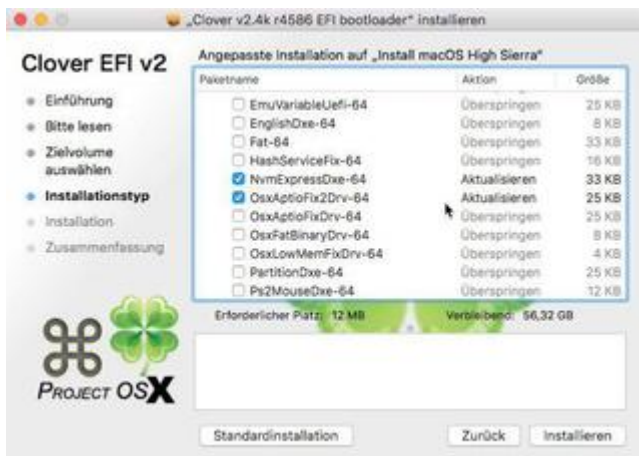 „Clover v2.4k r4586 EFI bootloader“ installieren
Clover EFI v2
Angepasste Installation auf „Install macOS High Sierra“
Einführung
Bitte lesen
Zielvolume
auswählen
Installationstyp
Installation
Zusammenfassung
Paketname Aktion Größe
EmuVariableUefi-64 Überspringen 25 KB
EnglishDxe-64 Überspringen 8 KB
Fat-64 Überspringen 33 KB
HashServiceFix-64 Überspringen 16 KB
NvmExpressDxe-64 Aktualisieren 33 KB
OsxAptioFix2Drv-64 Aktualisieren 25 KB
OsxAptioFixDrv-64 Überspringen 25 KB
OsxFatBinaryDrv-64 Überspringen 8 KB
OsxLowMemFixDrv-64 Überspringen 4 KB
PartitionDxe-64 Überspringen 25 KB
Ps2MouseDxe-64 Überspringen 12 KB
Erforderlicher Platz: 12 MB Verbleibend: 56,32 GB
PROJECT OSX
Standardinstallation Zurück Installieren